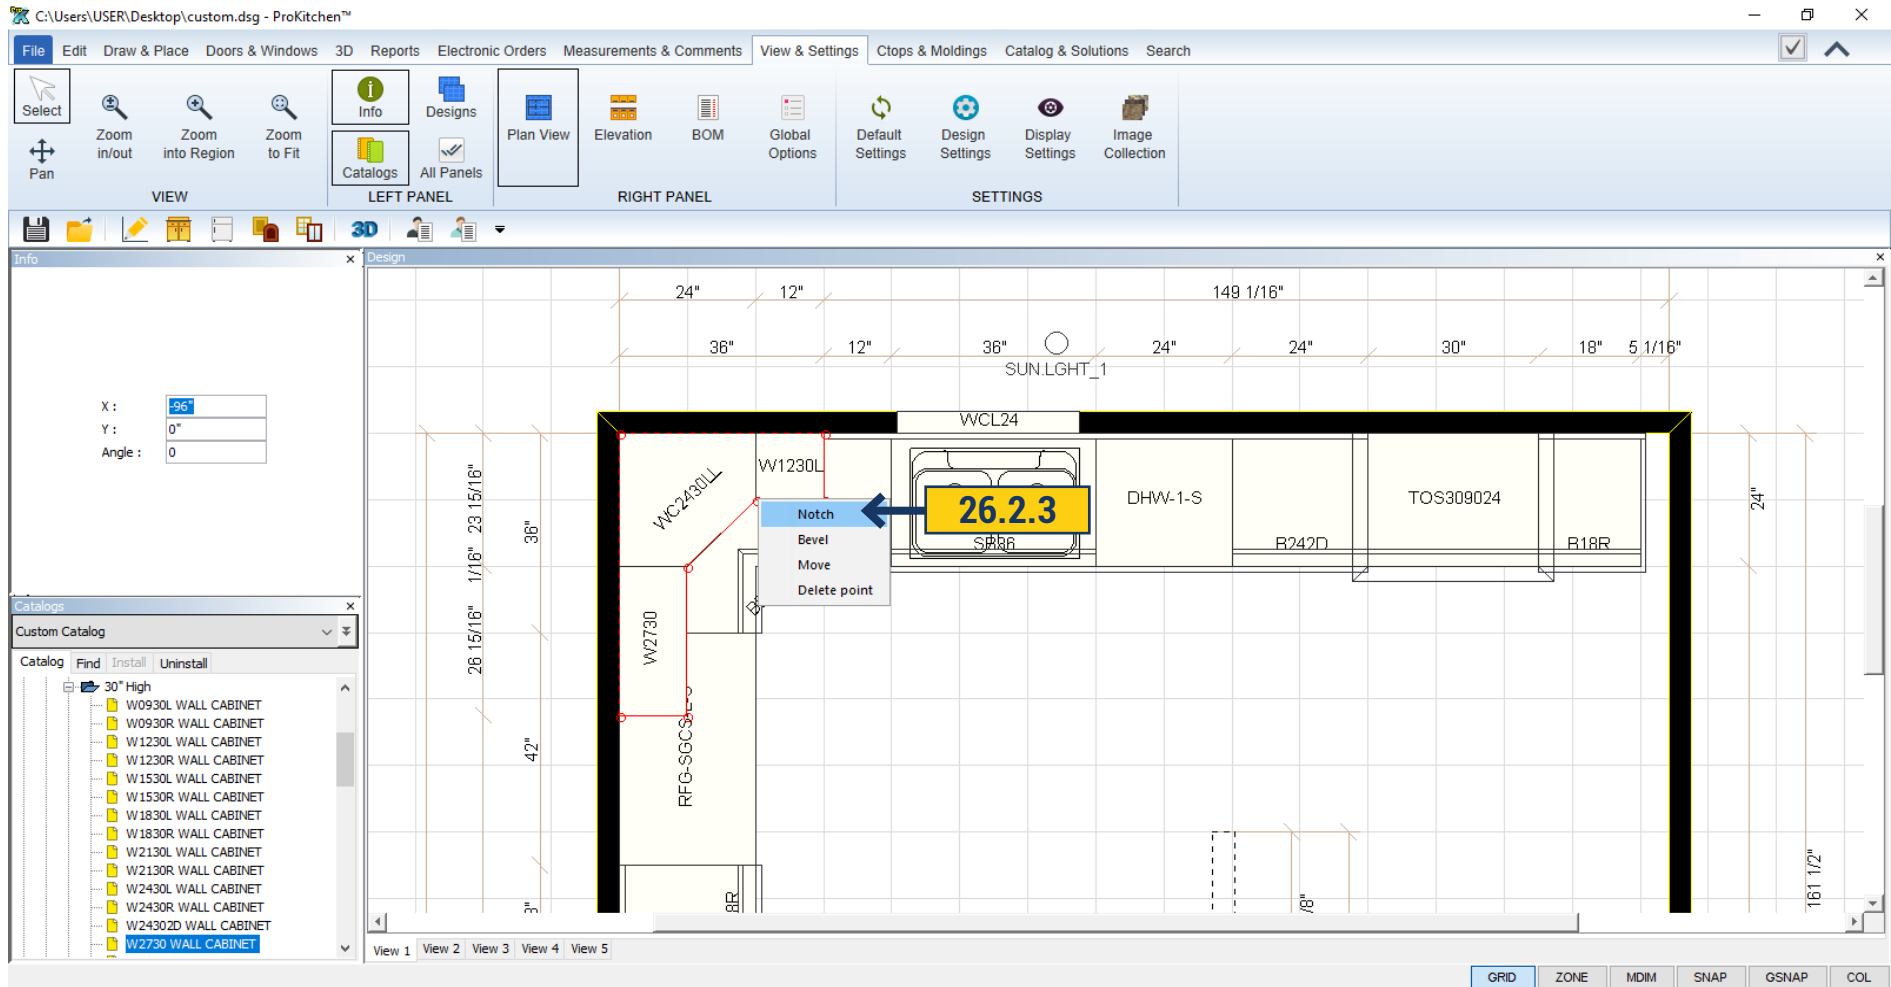 C:\Users\USER\Desktop\custom.dsg - ProKitchen™
File Edit Draw & Place Doors & Windows 3D Reports Electronic Orders Measurements & Comments View & Settings Ctops & Moldings Catalog & Solutions Search
Select
Pan
Zoom in/out
Zoom into Region
Zoom to Fit
VIEW
Info
Catalogs
Designs
All Panels
LEFT PANEL
Plan View
Elevation
BOM
Global Options
RIGHT PANEL
Default Settings
Design Settings
Display Settings
Image Collection
SETTINGS
3D
Info
X :
-96"
Y :
0"
Angle :
0
Catalogs
Custom Catalog
Catalog Find Install Uninstall
30" High
W0930L WALL CABINET
W0930R WALL CABINET
W1230L WALL CABINET
W1230R WALL CABINET
W1530L WALL CABINET
W1530R WALL CABINET
W1830L WALL CABINET
W1830R WALL CABINET
W2130L WALL CABINET
W2130R WALL CABINET
W2430L WALL CABINET
W2430R WALL CABINET
W24302D WALL CABINET
W2730 WALL CABINET
Design
24" 12" 149 1/16"
36" 12" 36" 24" 24" 30" 18" 5 1/16"
SUN.LGHT_1
WCL24
W1230L
WC2430LL
DHW-1-S
TOS309024
SB36
B242D
B18R
W2730
23 15/16"
1/16"
26 15/16"
36"
42"
24"
161 1/2"
Notch
Bevel
Move
Delete point
26.2.3
View 1 View 2 View 3 View 4 View 5
GRID ZONE MDIM SNAP GSNAP COL